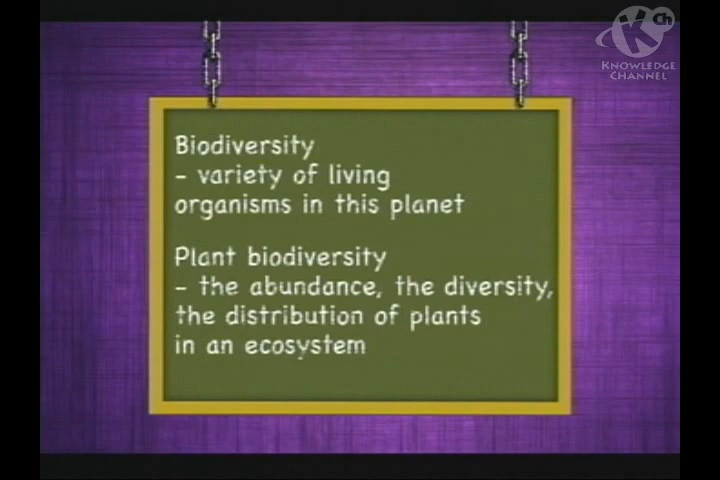 Ch
K
KNOWLEDGE
CHANNEL
Biodiversity
- variety of living
organisms in this planet
Plant biodiversity
- the abundance, the diversity,
the distribution of plants
in an ecosystem